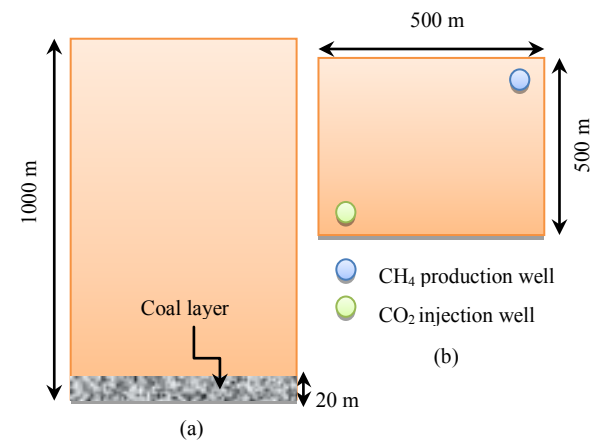 500 m
1000 m
500 m
Coal layer
CH₄ production well
CO₂ injection well
(b)
20 m
(a)